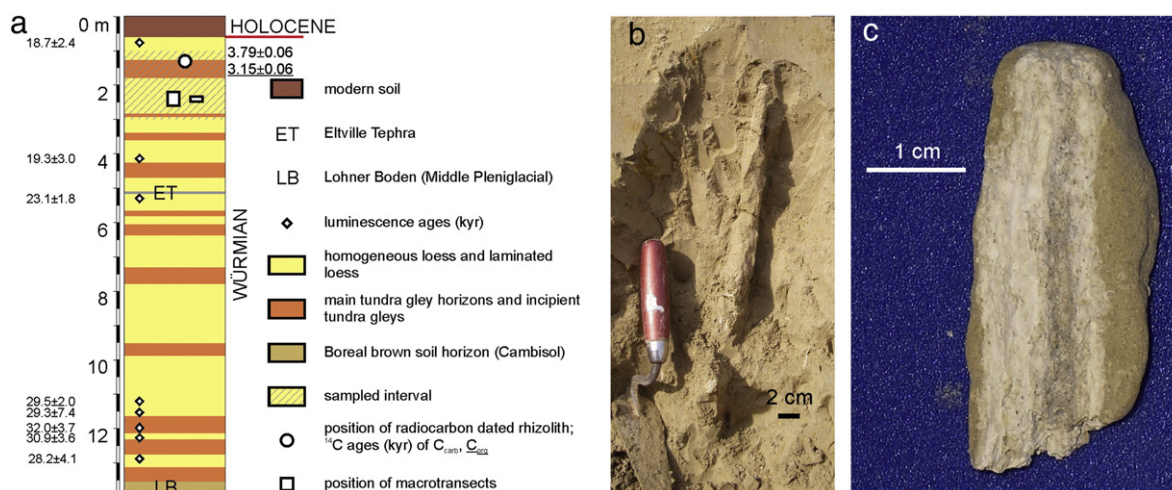 a
0 m
2
4
6
8
10
12
18.7±2.4
19.3±3.0
23.1±1.8
29.5±2.0
29.3±7.4
32.0±3.7
30.9±3.6
28.2±4.1
ET
LB
HOLOCENE
3.79±0.06
3.15±0.06
WÜRMIAN
modern soil
ET Eltville Tephra
LB Lohner Boden (Middle Pleniglacial)
luminescence ages (kyr)
homogeneous loess and laminated
loess
main tundra gley horizons and incipient
tundra gleys
Boreal brown soil horizon (Cambisol)
sampled interval
position of radiocarbon dated rhizolith;
¹⁴C ages (kyr) of C_carb, C_org
position of macrotransects
b
2 cm
c
1 cm